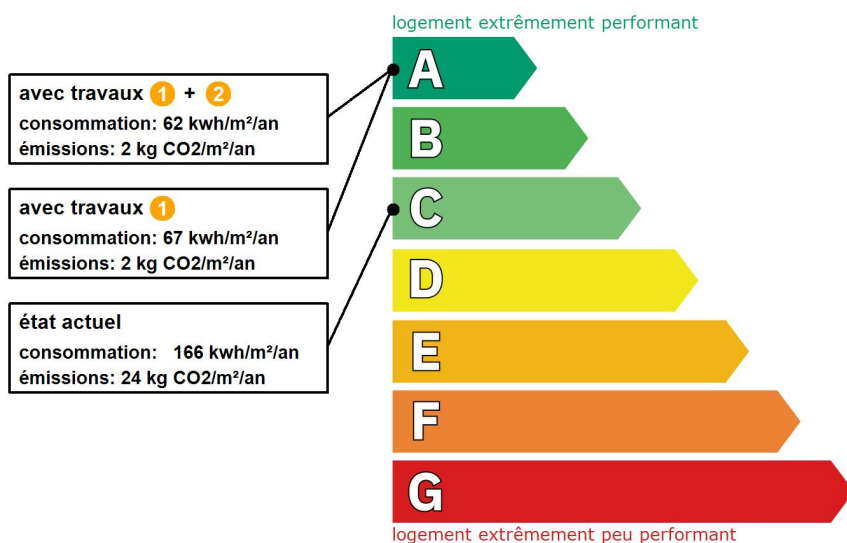 logement extrêmement performant
avec travaux 1 + 2
consommation: 62 kwh/m²/an
émissions: 2 kg CO2/m²/an
avec travaux 1
consommation: 67 kwh/m²/an
émissions: 2 kg CO2/m²/an
état actuel
consommation: 166 kwh/m²/an
émissions: 24 kg CO2/m²/an
A
B
C
D
E
F
G
logement extrêmement peu performant